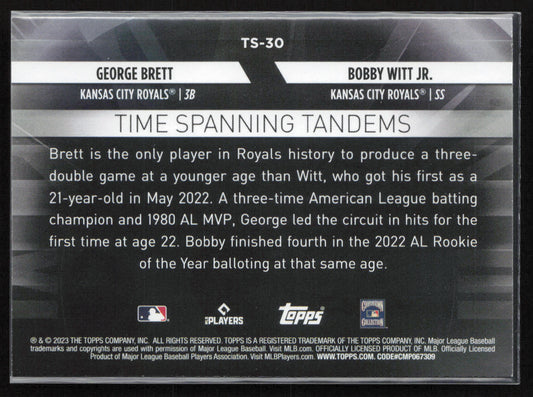 TS-30
GEORGE BRETT
KANSAS CITY ROYALS® | 3B
BOBBY WITT JR.
KANSAS CITY ROYALS® | SS
TIME SPANNING TANDEMS
Brett is the only player in Royals history to produce a three-
double game at a younger age than Witt, who got his first as a
21-year-old in May 2022. A three-time American League batting
champion and 1980 AL MVP, George led the circuit in hits for the
first time at age 22. Bobby finished fourth in the 2022 AL Rookie
of the Year balloting at that same age.
PLAYERS
Topps
COOPERSTOWN
COLLECTION
® & © 2023 THE TOPPS COMPANY, INC. ALL RIGHTS RESERVED. TOPPS IS A REGISTERED TRADEMARK OF THE TOPPS COMPANY, INC. Major League Baseball
trademarks and copyrights are used with permission of Major League Baseball. Visit MLB.com. OFFICIALLY LICENSED PRODUCT OF MLB. Officially Licensed
Product of Major League Baseball Players Association. Visit MLBPlayers.com. WWW.TOPPS.COM. CODE#CMP067309